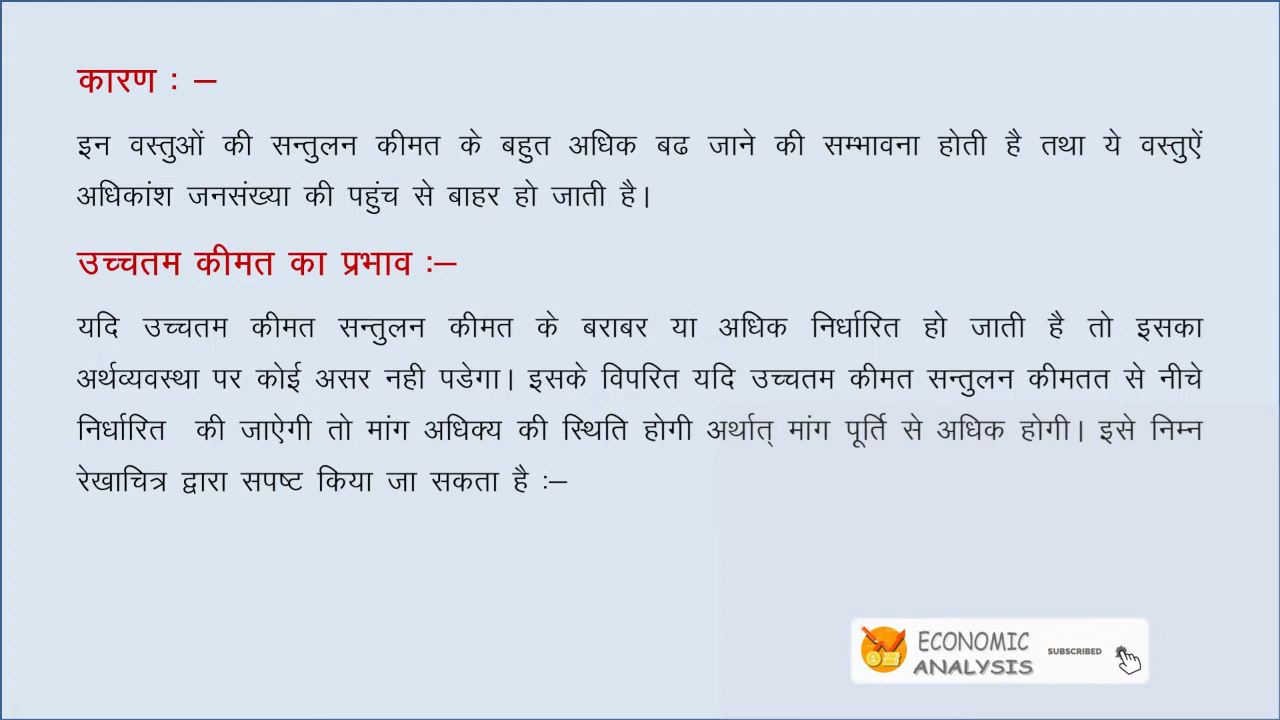 कारण : –
इन वस्तुओं की सन्तुलन कीमत के बहुत अधिक बढ जाने की सम्भावना होती है तथा ये वस्तुऐं
अधिकांश जनसंख्या की पहुंच से बाहर हो जाती है।
उच्चतम कीमत का प्रभाव :–
यदि उच्चतम कीमत सन्तुलन कीमत के बराबर या अधिक निर्धारित हो जाती है तो इसका
अर्थव्यवस्था पर कोई असर नही पडेगा। इसके विपरित यदि उच्चतम कीमत सन्तुलन कीमतत से नीचे
निर्धारित की जाऐगी तो मांग अधिक्य की स्थिति होगी अर्थात् मांग पूर्ति से अधिक होगी। इसे निम्न
रेखाचित्र द्वारा सपष्ट किया जा सकता है :–
ECONOMIC
ANALYSIS
SUBSCRIBED